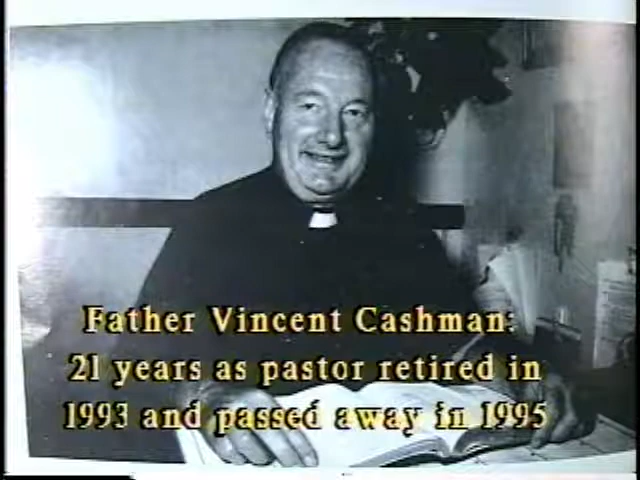 Father Vincent Cashman:
21 years as pastor retired in
1993 and passed away in 1995